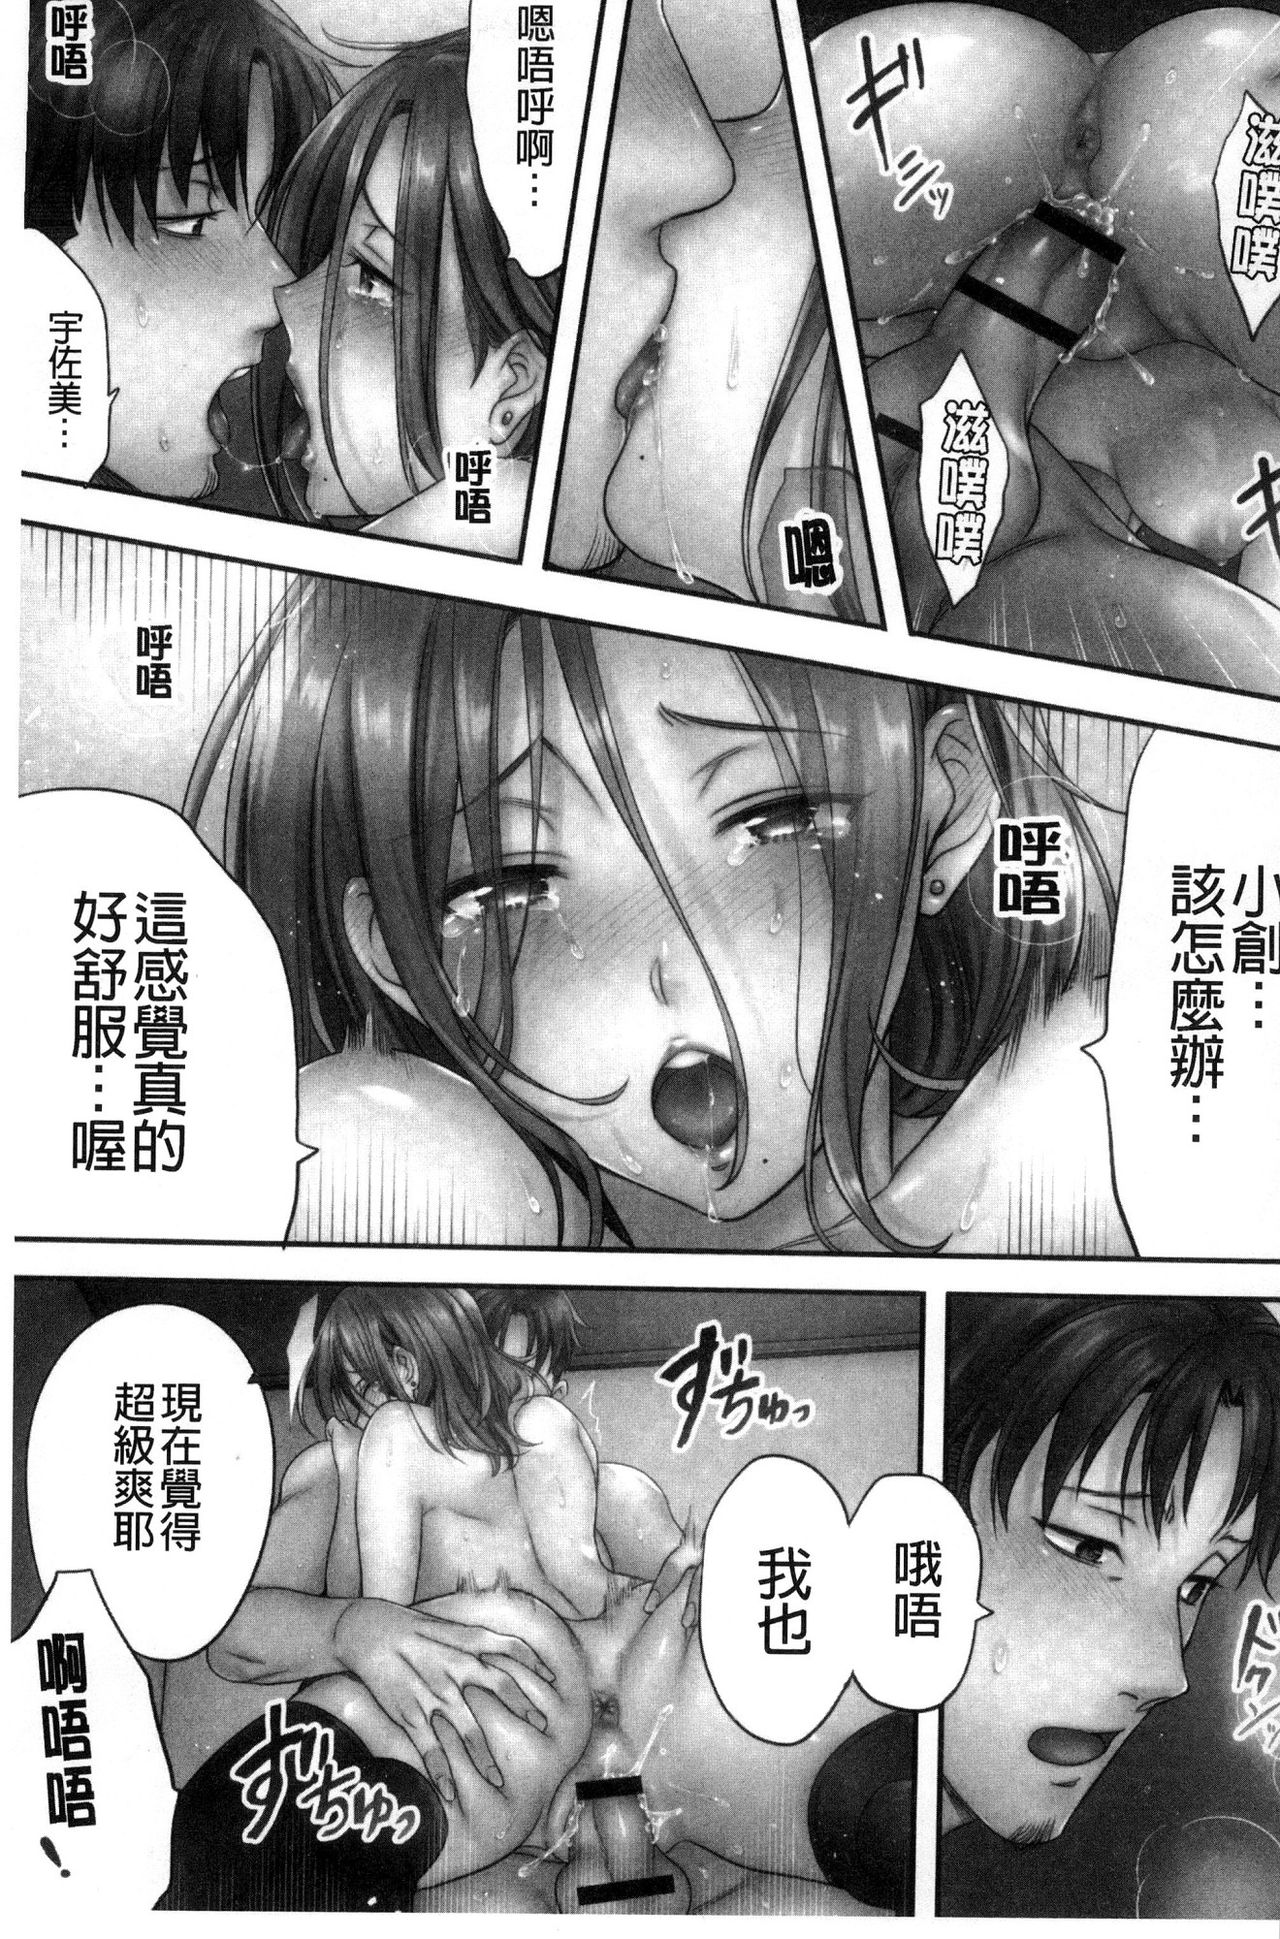 滋噗噗
滋噗噗
嗯唔呼啊…
嗯
呼唔
宇佐美…
呼唔
小創…
該怎麼辦…
呼唔
呼唔
這感覺真的
好舒服…喔
ドクンッ
哦唔
我也
ずちゅっ
現在覺得
超級爽耶
ずちゅっ
啊唔唔！